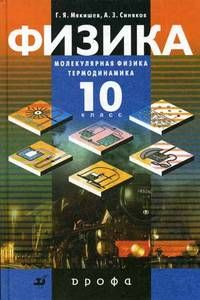 Г. Я. Мякишев, А. З. Синяков
ФИЗИКА
МОЛЕКУЛЯРНАЯ ФИЗИКА
ТЕРМОДИНАМИКА
10
КЛАСС
ДРОФА